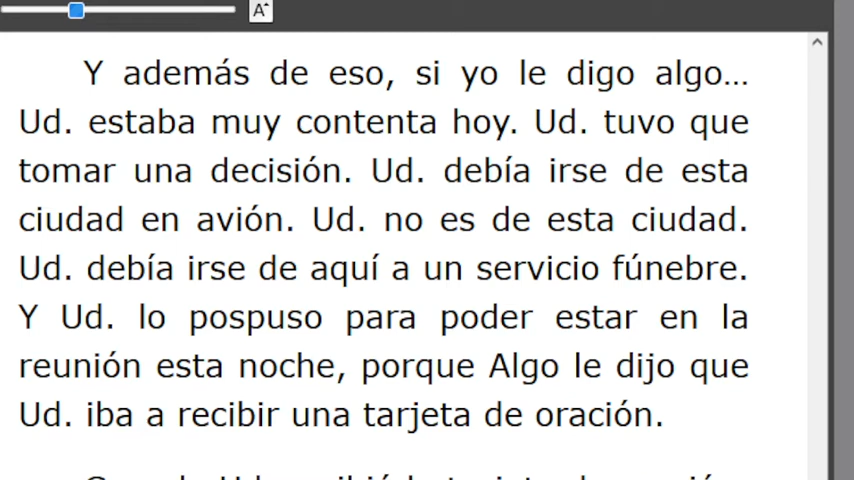 A
Y además de eso, si yo le digo algo…
Ud. estaba muy contenta hoy. Ud. tuvo que
tomar una decisión. Ud. debía irse de esta
ciudad en avión. Ud. no es de esta ciudad.
Ud. debía irse de aquí a un servicio fúnebre.
Y Ud. lo pospuso para poder estar en la
reunión esta noche, porque Algo le dijo que
Ud. iba a recibir una tarjeta de oración.